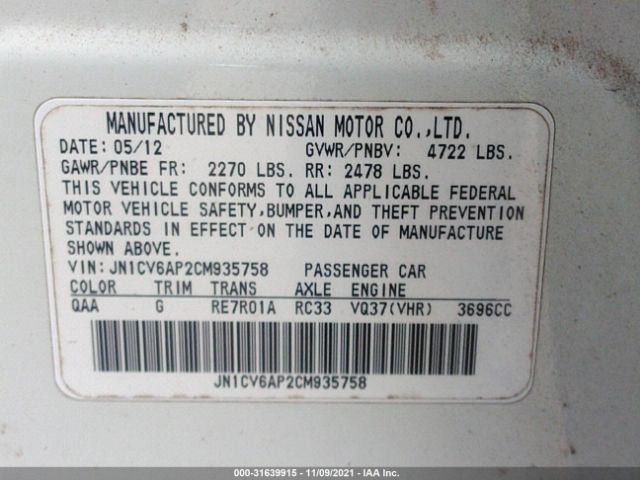 MANUFACTURED BY NISSAN MOTOR CO.,LTD.
DATE: 05/12 GVWR/PNBV: 4722 LBS.
GAWR/PNBE FR: 2270 LBS. RR: 2478 LBS.
THIS VEHICLE CONFORMS TO ALL APPLICABLE FEDERAL
MOTOR VEHICLE SAFETY,BUMPER,AND THEFT PREVENTION
STANDARDS IN EFFECT ON THE DATE OF MANUFACTURE
SHOWN ABOVE.
VIN: JN1CV6AP2CM935758 PASSENGER CAR
COLOR TRIM TRANS AXLE ENGINE
QAA G RE7R01A RC33 VQ37(VHR) 3696CC
JN1CV6AP2CM935758
000-31639915 - 11/09/2021 - IAA Inc.